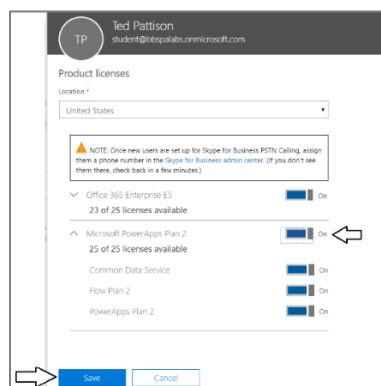 TP
Ted Pattison
student@bbspalabs.onmicrosoft.com
Product licenses
Location *
United States
NOTE: Once new users are set up for Skype for Business PSTN Calling, assign
them a phone number in the Skype for Business admin center. (If you don't see
them there, check back in a few minutes.)
Office 365 Enterprise E5 On
23 of 25 licenses available
Microsoft PowerApps Plan 2 On
25 of 25 licenses available
Common Data Service On
Flow Plan 2 On
PowerApps Plan 2 On
Save Cancel